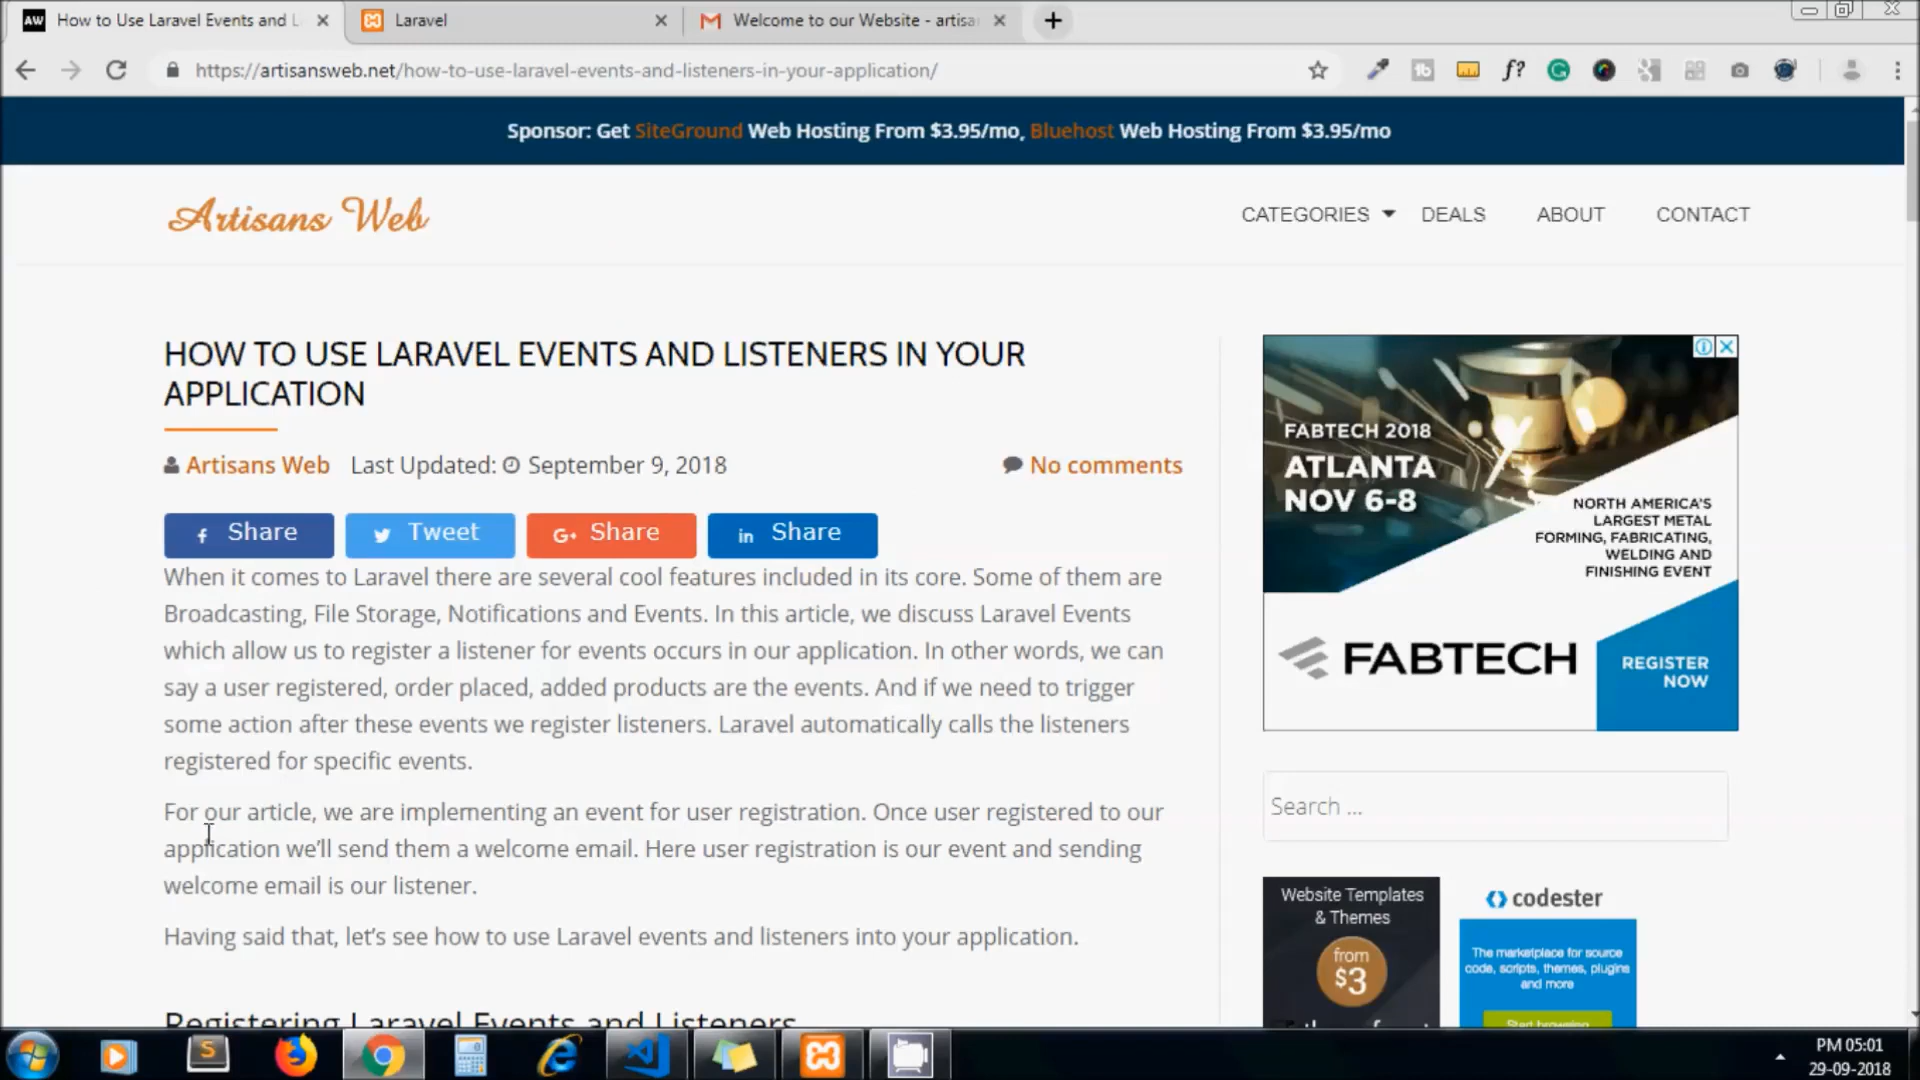 How to Use Laravel Events and L
Laravel
Welcome to our Website - artisa
https://artisansweb.net/how-to-use-laravel-events-and-listeners-in-your-application/
Sponsor: Get SiteGround Web Hosting From $3.95/mo, Bluehost Web Hosting From $3.95/mo
Artisans Web
CATEGORIES
DEALS
ABOUT
CONTACT
HOW TO USE LARAVEL EVENTS AND LISTENERS IN YOUR
APPLICATION
Artisans Web Last Updated: September 9, 2018
No comments
Share
Tweet
Share
Share
When it comes to Laravel there are several cool features included in its core. Some of them are
Broadcasting, File Storage, Notifications and Events. In this article, we discuss Laravel Events
which allow us to register a listener for events occurs in our application. In other words, we can
say a user registered, order placed, added products are the events. And if we need to trigger
some action after these events we register listeners. Laravel automatically calls the listeners
registered for specific events.
For our article, we are implementing an event for user registration. Once user registered to our
application we'll send them a welcome email. Here user registration is our event and sending
welcome email is our listener.
Having said that, let's see how to use Laravel events and listeners into your application.
Registering Laravel Events and Listeners
FABTECH 2018
ATLANTA
NOV 6-8
NORTH AMERICA'S
LARGEST METAL
FORMING, FABRICATING,
WELDING AND
FINISHING EVENT
FABTECH
REGISTER
NOW
Search ...
Website Templates
& Themes
from
$3
codester
The marketplace for source
code, scripts, themes, plugins
and more
Start browsing
PM 05:01
29-09-2018